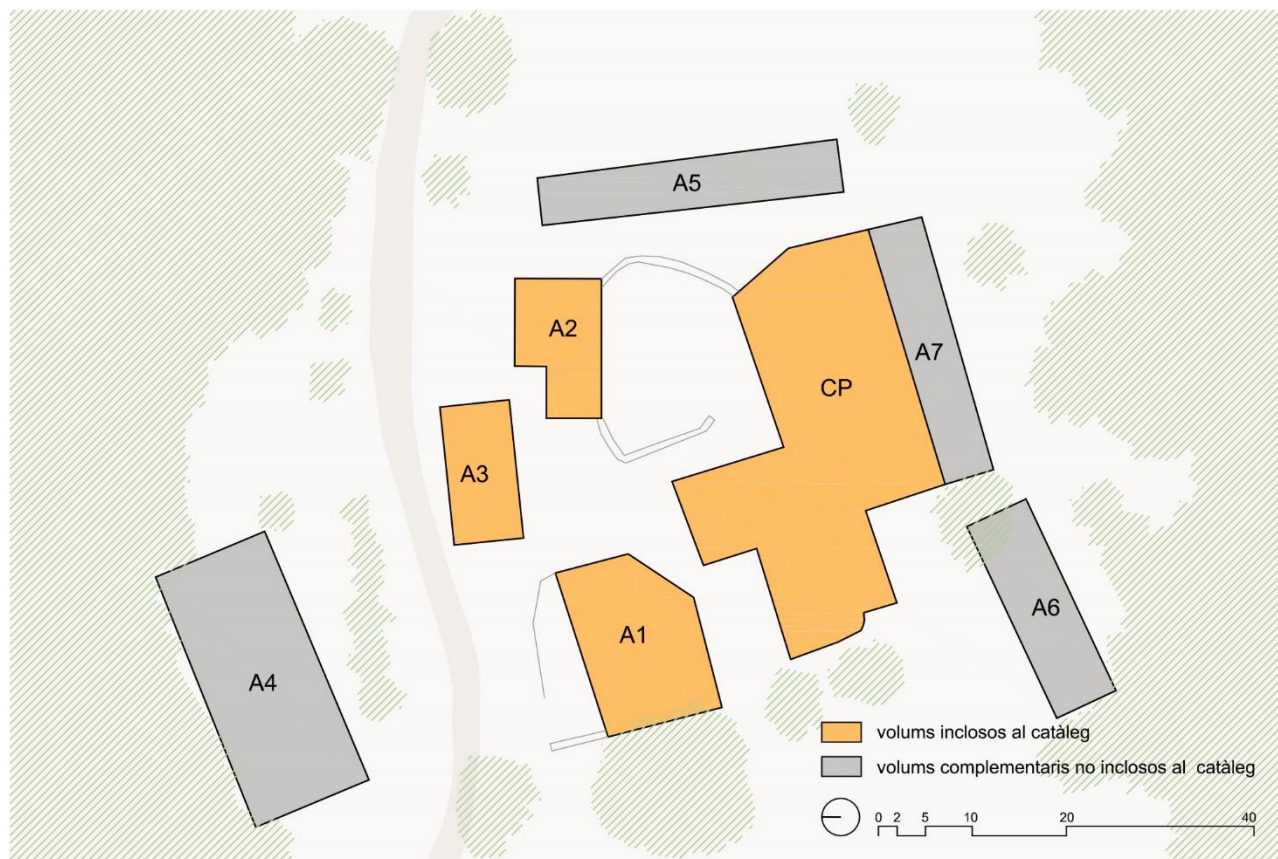 A5
A2
A7
CP
A3
A1
A6
A4
volums inclosos al catàleg
volums complementaris no inclosos al catàleg
0 2 5 10 20 40